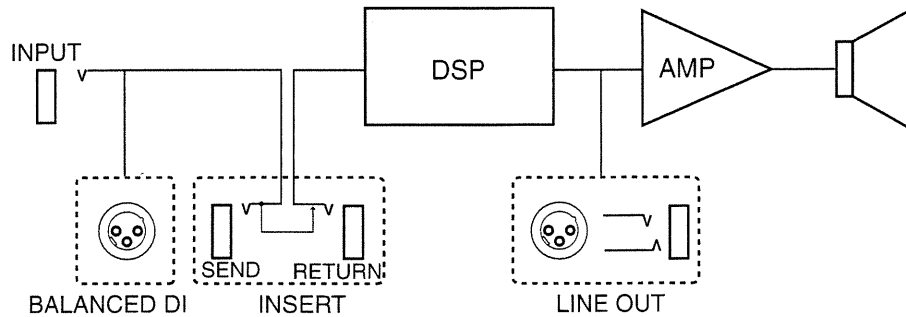 INPUT
DSP
AMP
SEND
RETURN
BALANCED DI
INSERT
LINE OUT